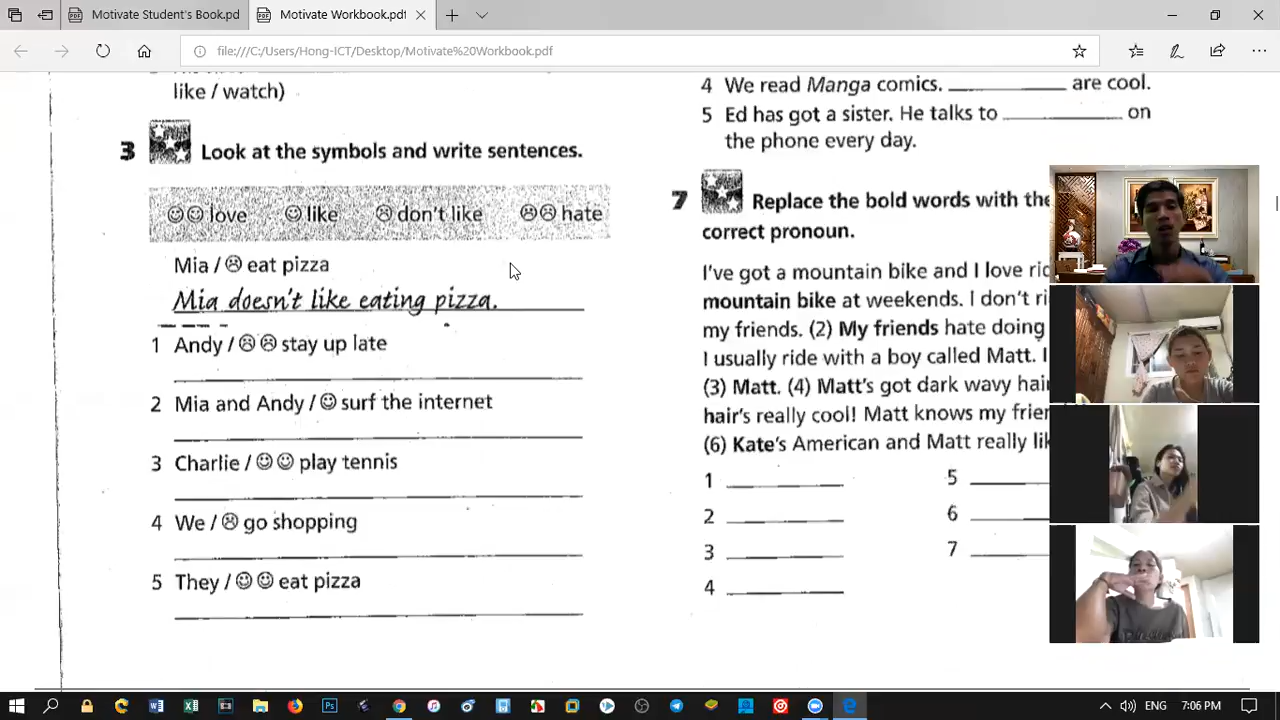 Motivate Student's Book.pd
Motivate Workbook.pdf
file:///C:/Users/Hong-ICT/Desktop/Motivate%20Workbook.pdf
like / watch)
3 Look at the symbols and write sentences.
☺☺ love ☺ like ☹ don't like ☹☹ hate
Mia / ☹ eat pizza
Mia doesn't like eating pizza.
1 Andy / ☹ ☹ stay up late
2 Mia and Andy / ☺ surf the internet
3 Charlie / ☺ ☺ play tennis
4 We / ☹ go shopping
5 They / ☺ ☺ eat pizza
4 We read Manga comics. __________ are cool.
5 Ed has got a sister. He talks to __________ on
the phone every day.
7 Replace the bold words with the
correct pronoun.
I've got a mountain bike and I love
mountain bike at weekends. I don't
my friends. (2) My friends hate doing
I usually ride with a boy called Matt. I
(3) Matt. (4) Matt's got dark wavy
hair's really cool! Matt knows my
(6) Kate's American and Matt really
1 __________ 5
2 __________ 6
3 __________ 7
4 __________
ENG 7:06 PM